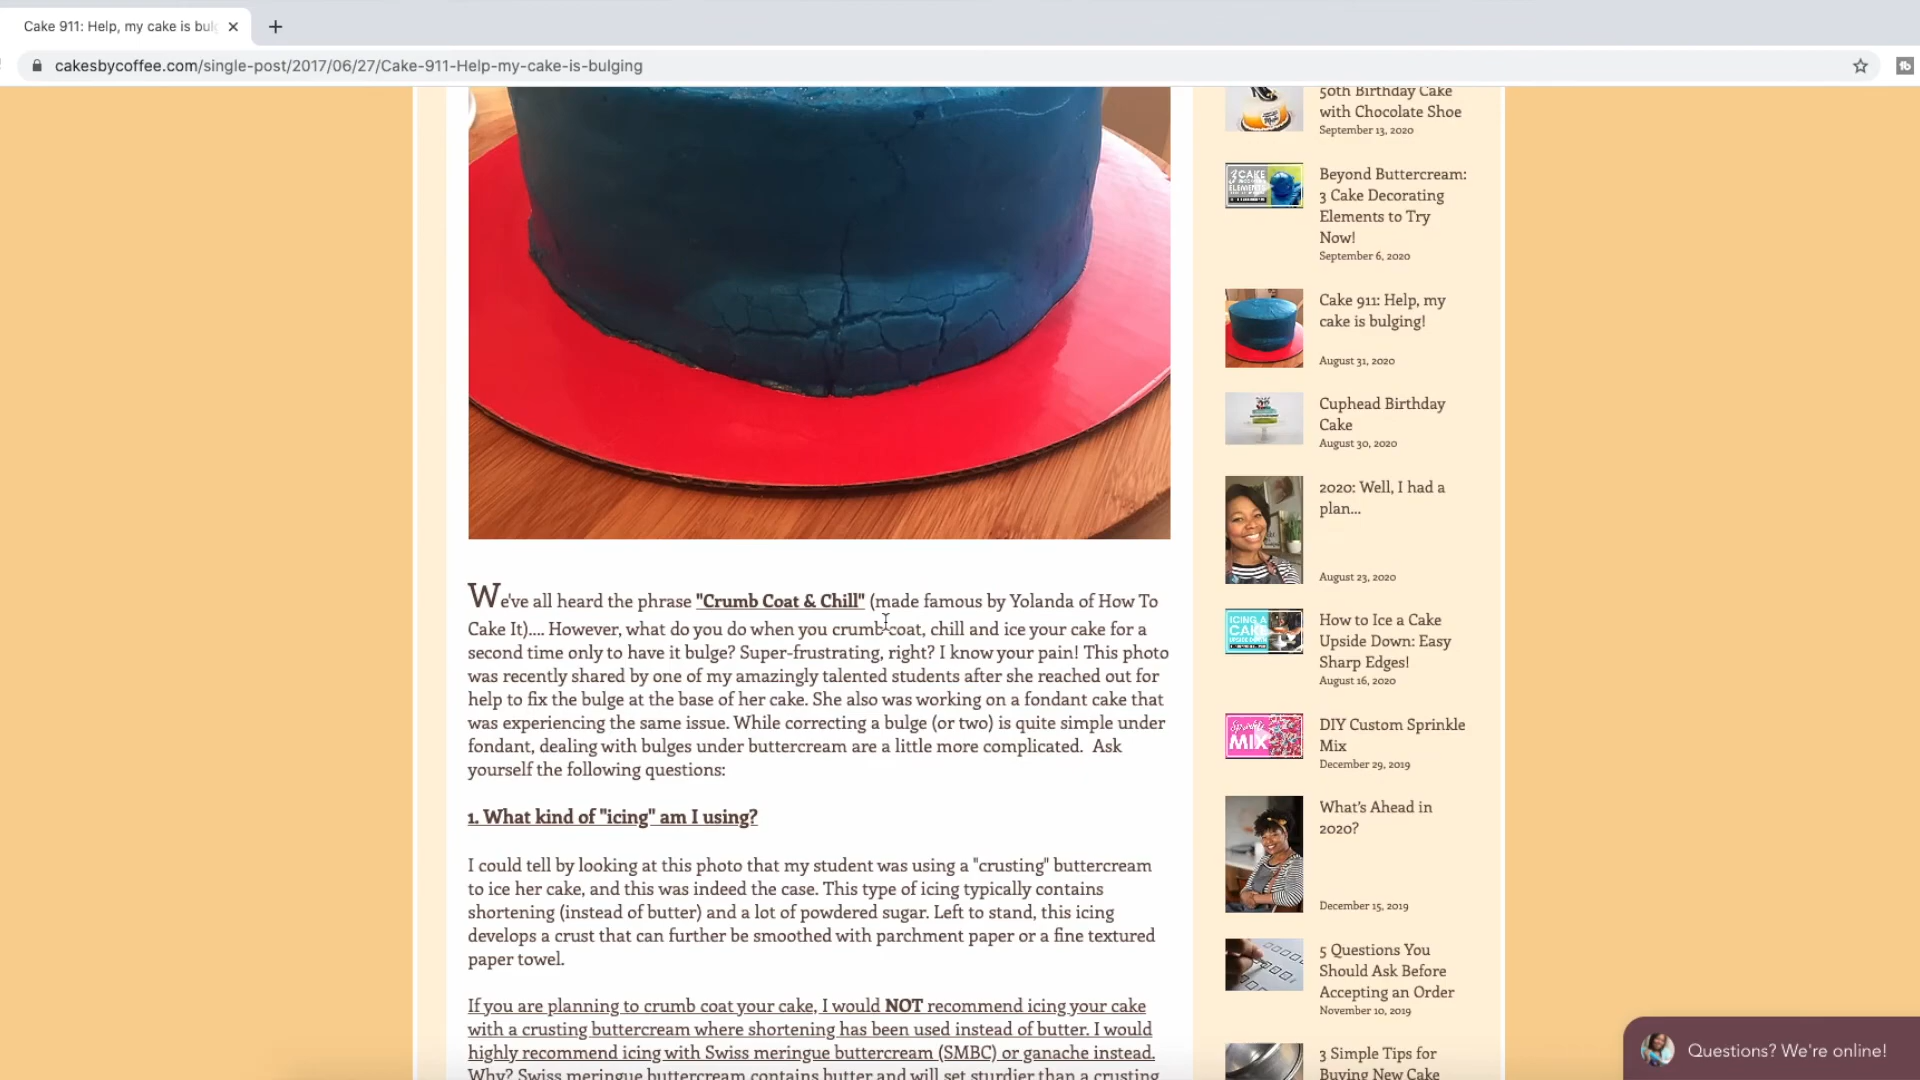 Cake 911: Help, my cake is bulg
cakesbycoffee.com/single-post/2017/06/27/Cake-911-Help-my-cake-is-bulging
We've all heard the phrase "Crumb Coat & Chill" (made famous by Yolanda of How To
Cake It).... However, what do you do when you crumb coat, chill and ice your cake for a
second time only to have it bulge? Super-frustrating, right? I know your pain! This photo
was recently shared by one of my amazingly talented students after she reached out for
help to fix the bulge at the base of her cake. She also was working on a fondant cake that
was experiencing the same issue. While correcting a bulge (or two) is quite simple under
fondant, dealing with bulges under buttercream are a little more complicated.  Ask
yourself the following questions:
1. What kind of "icing" am I using?
I could tell by looking at this photo that my student was using a "crusting" buttercream
to ice her cake, and this was indeed the case. This type of icing typically contains
shortening (instead of butter) and a lot of powdered sugar. Left to stand, this icing
develops a crust that can further be smoothed with parchment paper or a fine textured
paper towel.
If you are planning to crumb coat your cake, I would NOT recommend icing your cake
with a crusting buttercream where shortening has been used instead of butter. I would
highly recommend icing with Swiss meringue buttercream (SMBC) or ganache instead.
Why? Swiss meringue buttercream contains butter and will set sturdier than a crusting
50th Birthday Cake
with Chocolate Shoe
September 13, 2020
3 CAKE
ELEMENTS
Beyond Buttercream:
3 Cake Decorating
Elements to Try
Now!
September 6, 2020
Cake 911: Help, my
cake is bulging!
August 31, 2020
Cuphead Birthday
Cake
August 30, 2020
2020: Well, I had a
plan...
August 23, 2020
ICING A
CAKE
UPSIDE DOWN
How to Ice a Cake
Upside Down: Easy
Sharp Edges!
August 16, 2020
Sprinkle
MIX
DIY Custom Sprinkle
Mix
December 29, 2019
What's Ahead in
2020?
December 15, 2019
5 Questions You
Should Ask Before
Accepting an Order
November 10, 2019
3 Simple Tips for
Buying New Cake
Questions? We're online!